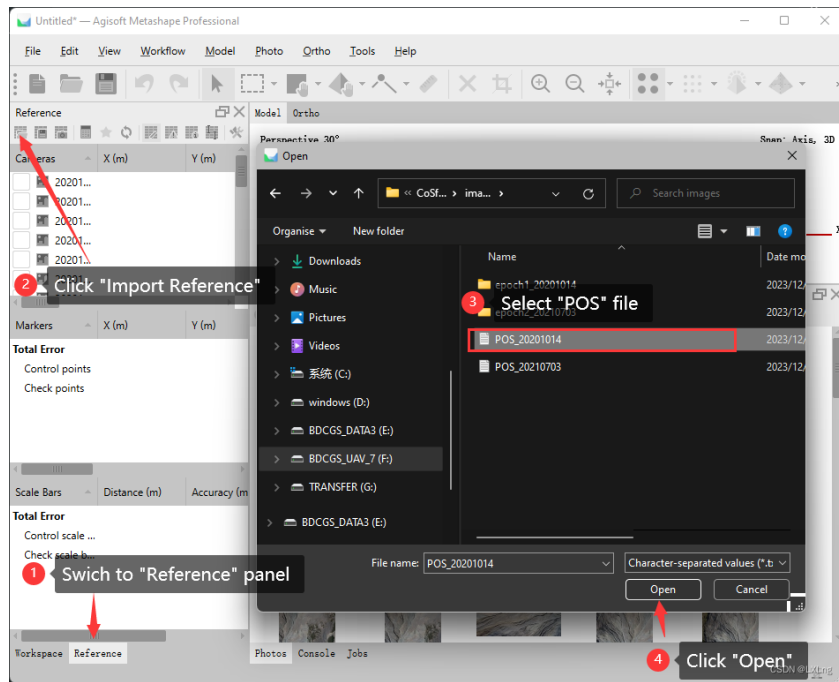 Untitled* — Agisoft Metashape Professional
File Edit View Workflow Model Photo Ortho Tools Help
Reference
Model Ortho
Perspective 30°
Snap: Axis, 3D
Cameras X (m) Y (m)
20201...
20201...
20201...
20201...
20201...
2 Click "Import Reference"
Markers X (m) Y (m)
Total Error
Control points
Check points
Scale Bars Distance (m) Accuracy (m
Total Error
Control scale ...
Check scale b...
1 Swich to "Reference" panel
Workspace Reference
Open
« CoSf... › ima... ›
Search images
Organise New folder
Downloads
Music
Pictures
Videos
系统 (C:)
windows (D:)
BDCGS_DATA3 (E:)
BDCGS_UAV_7 (F:)
TRANSFER (G:)
BDCGS_DATA3 (E:)
Name Date mo
epoch1_20201014 2023/12/
epoch2_20210703 2023/12/
3 Select "POS" file
POS_20201014 2023/12/
POS_20210703 2023/12/
File name: POS_20201014 Character-separated values (*.t
Open Cancel
4 Click "Open"
Photos Console Jobs